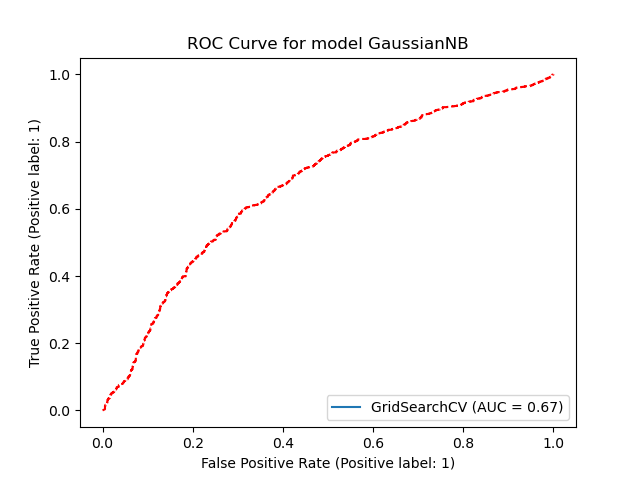 ROC Curve for model GaussianNB
1.0
0.8
0.6
0.4
0.2
0.0
True Positive Rate (Positive label: 1)
GridSearchCV (AUC = 0.67)
0.0 0.2 0.4 0.6 0.8 1.0
False Positive Rate (Positive label: 1)